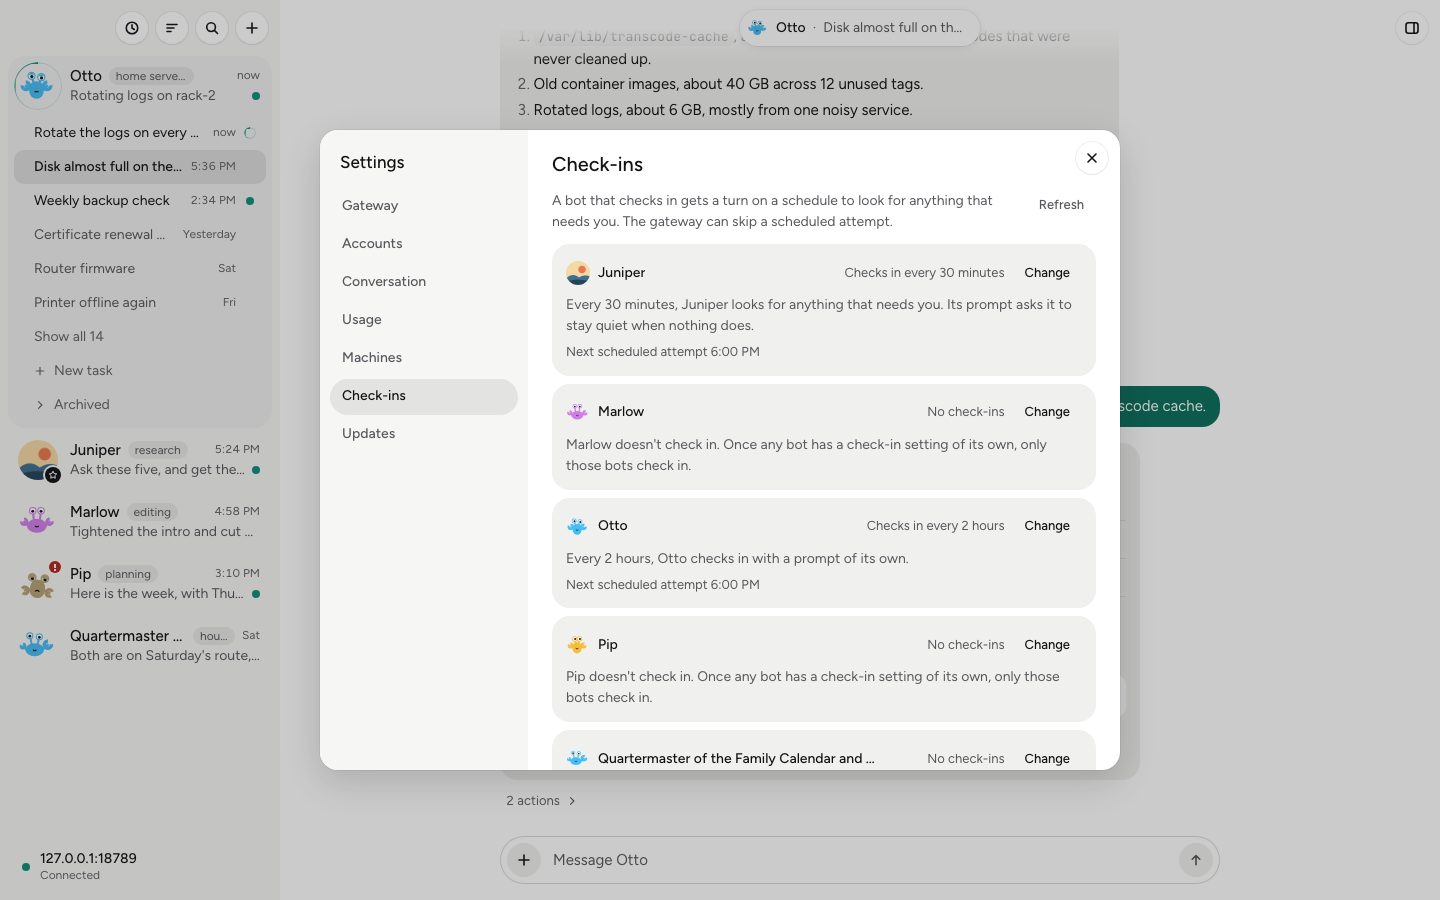 Otto home serve... now
Rotating logs on rack-2
Rotate the logs on every ... now
Disk almost full on the... 5:36 PM
Weekly backup check 2:34 PM
Certificate renewal ... Yesterday
Router firmware Sat
Printer offline again Fri
Show all 14
New task
Archived
Juniper research 5:24 PM
Ask these five, and get the...
Marlow editing 4:58 PM
Tightened the intro and cut ...
Pip planning 3:10 PM
Here is the week, with Thu...
Quartermaster ... hou... Sat
Both are on Saturday's route,...
127.0.0.1:18789
Connected
Otto · Disk almost full on th...
1. /var/lib/transcode-cache, that were
never cleaned up.
2. Old container images, about 40 GB across 12 unused tags.
3. Rotated logs, about 6 GB, mostly from one noisy service.
scode cache.
Settings
Gateway
Accounts
Conversation
Usage
Machines
Check-ins
Updates
Check-ins
A bot that checks in gets a turn on a schedule to look for anything that
needs you. The gateway can skip a scheduled attempt.
Refresh
Juniper Checks in every 30 minutes Change
Every 30 minutes, Juniper looks for anything that needs you. Its prompt asks it to
stay quiet when nothing does.
Next scheduled attempt 6:00 PM
Marlow No check-ins Change
Marlow doesn't check in. Once any bot has a check-in setting of its own, only
those bots check in.
Otto Checks in every 2 hours Change
Every 2 hours, Otto checks in with a prompt of its own.
Next scheduled attempt 6:00 PM
Pip No check-ins Change
Pip doesn't check in. Once any bot has a check-in setting of its own, only those
bots check in.
Quartermaster of the Family Calendar and ... No check-ins Change
2 actions
Message Otto